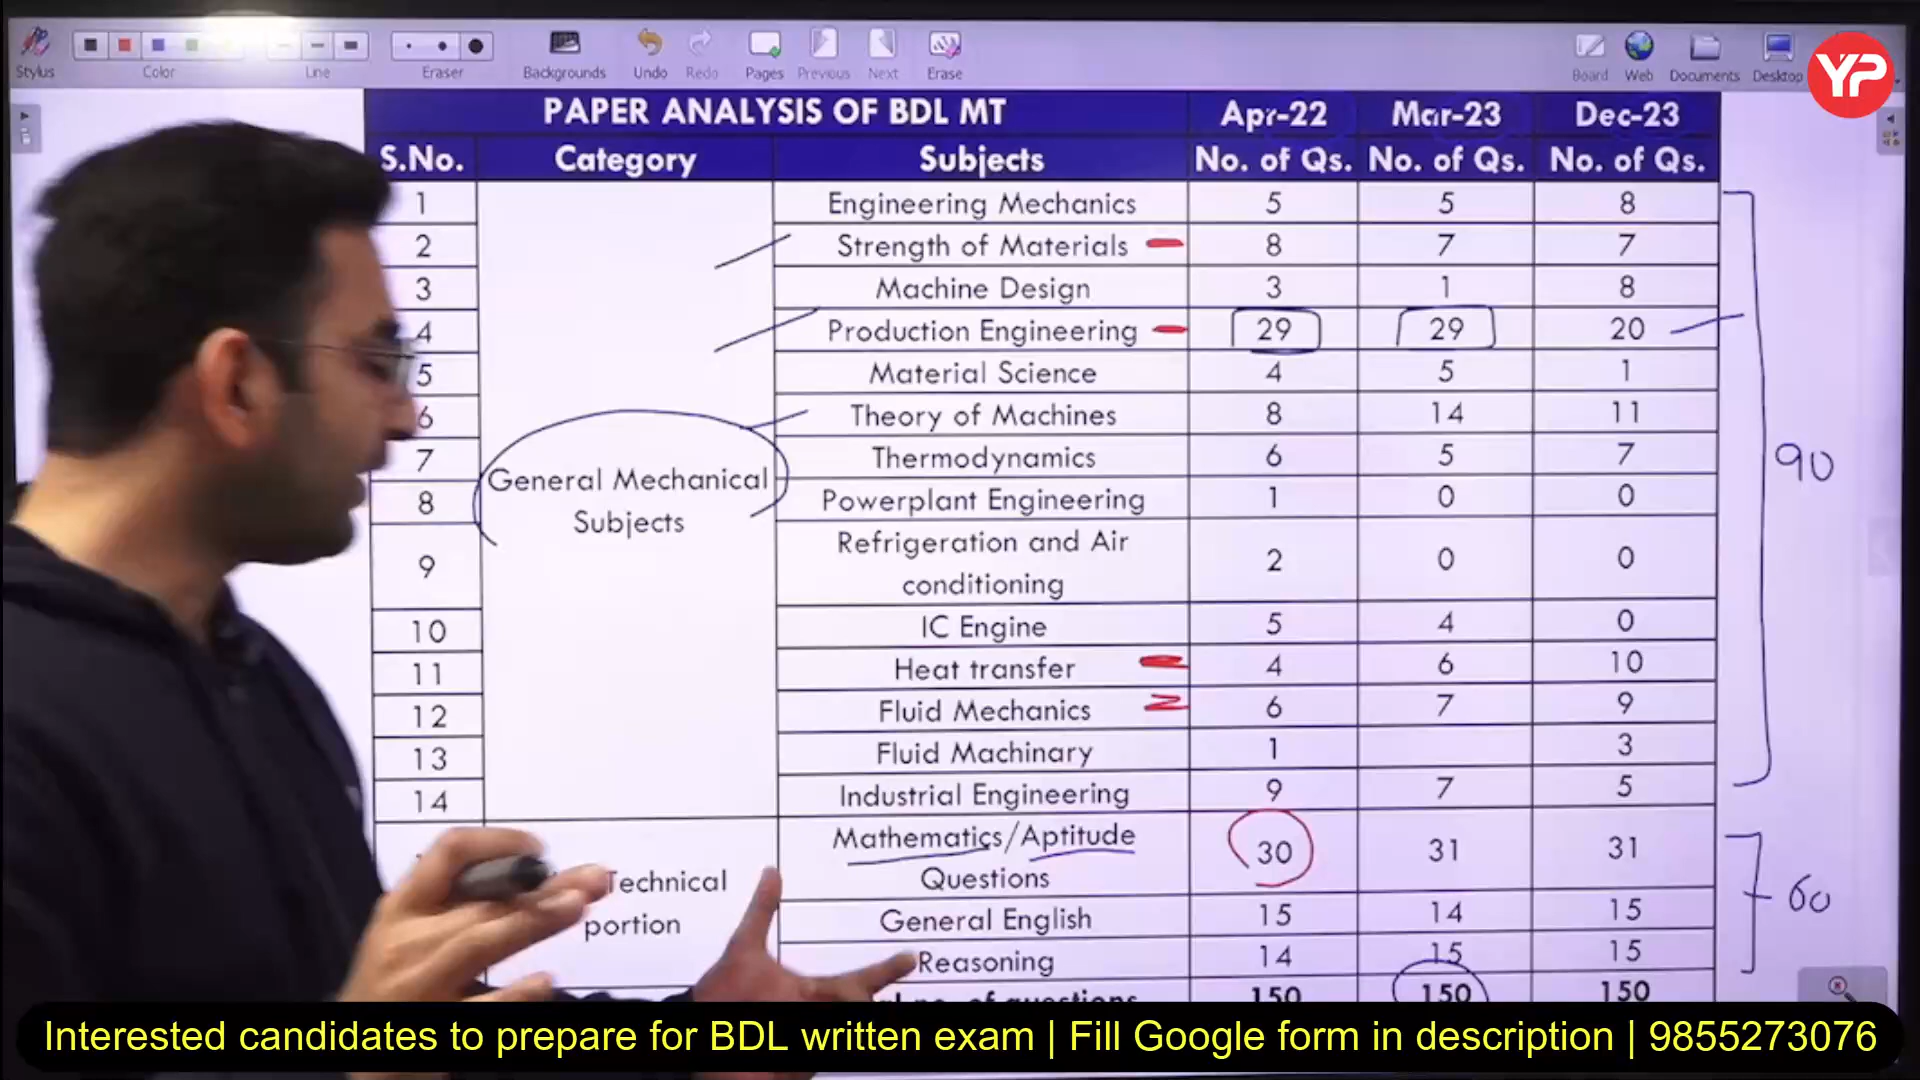 Stylus
Color
Line
Eraser
Backgrounds
Undo
Redo
Pages
Previous
Next
Erase
Board
Web
Documents
Desktop
YP
PAPER ANALYSIS OF BDL MT Apr-22 Mar-23 Dec-23
S.No. Category Subjects No. of Qs. No. of Qs. No. of Qs.
1 Engineering Mechanics 5 5 8
2 Strength of Materials 8 7 7
3 Machine Design 3 1 8
4 Production Engineering 29 29 20
5 Material Science 4 5 1
6 Theory of Machines 8 14 11
7 Thermodynamics 6 5 7
90
General Mechanical
Subjects
8 Powerplant Engineering 1 0 0
9 Refrigeration and Air
conditioning 2 0 0
10 IC Engine 5 4 0
11 Heat transfer 4 6 10
12 Fluid Mechanics 6 7 9
13 Fluid Machinary 1 3
14 Industrial Engineering 9 7 5
Mathematics/Aptitude
Questions 30 31 31
Technical
portion
General English 15 14 15
60
Reasoning 14 15 15
no. of questions 150 150 150
Interested candidates to prepare for BDL written exam | Fill Google form in description | 9855273076